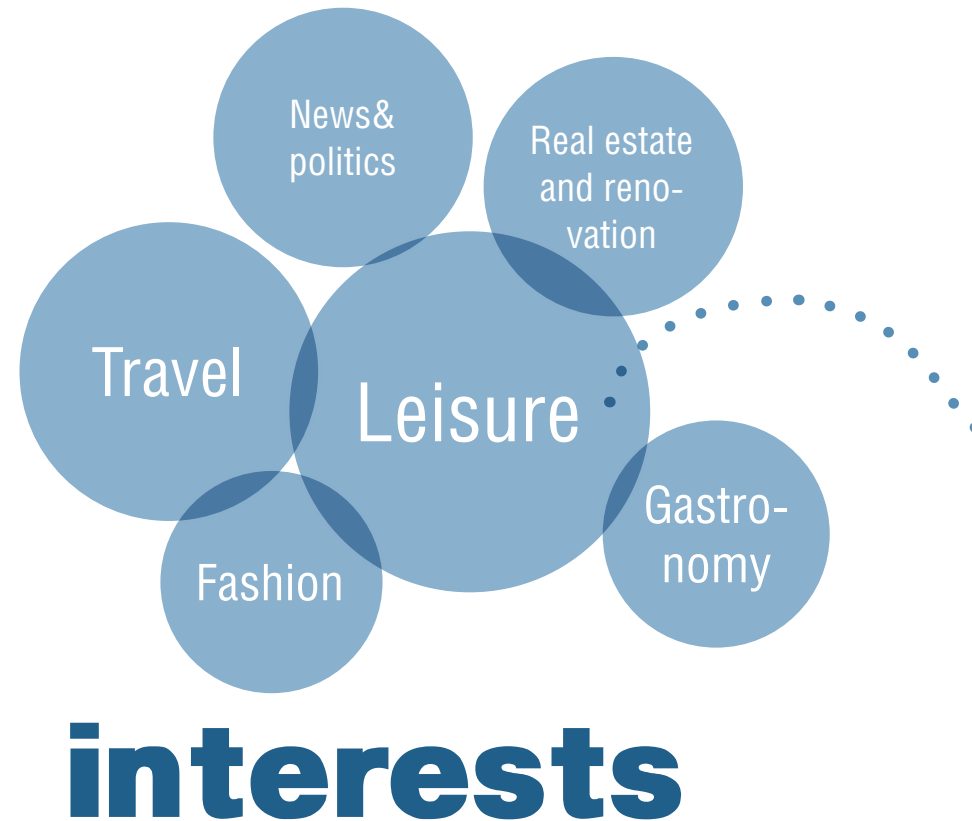 News&
politics
Real estate
and reno-
vation
Travel
Leisure
Gastro-
nomy
Fashion
interests